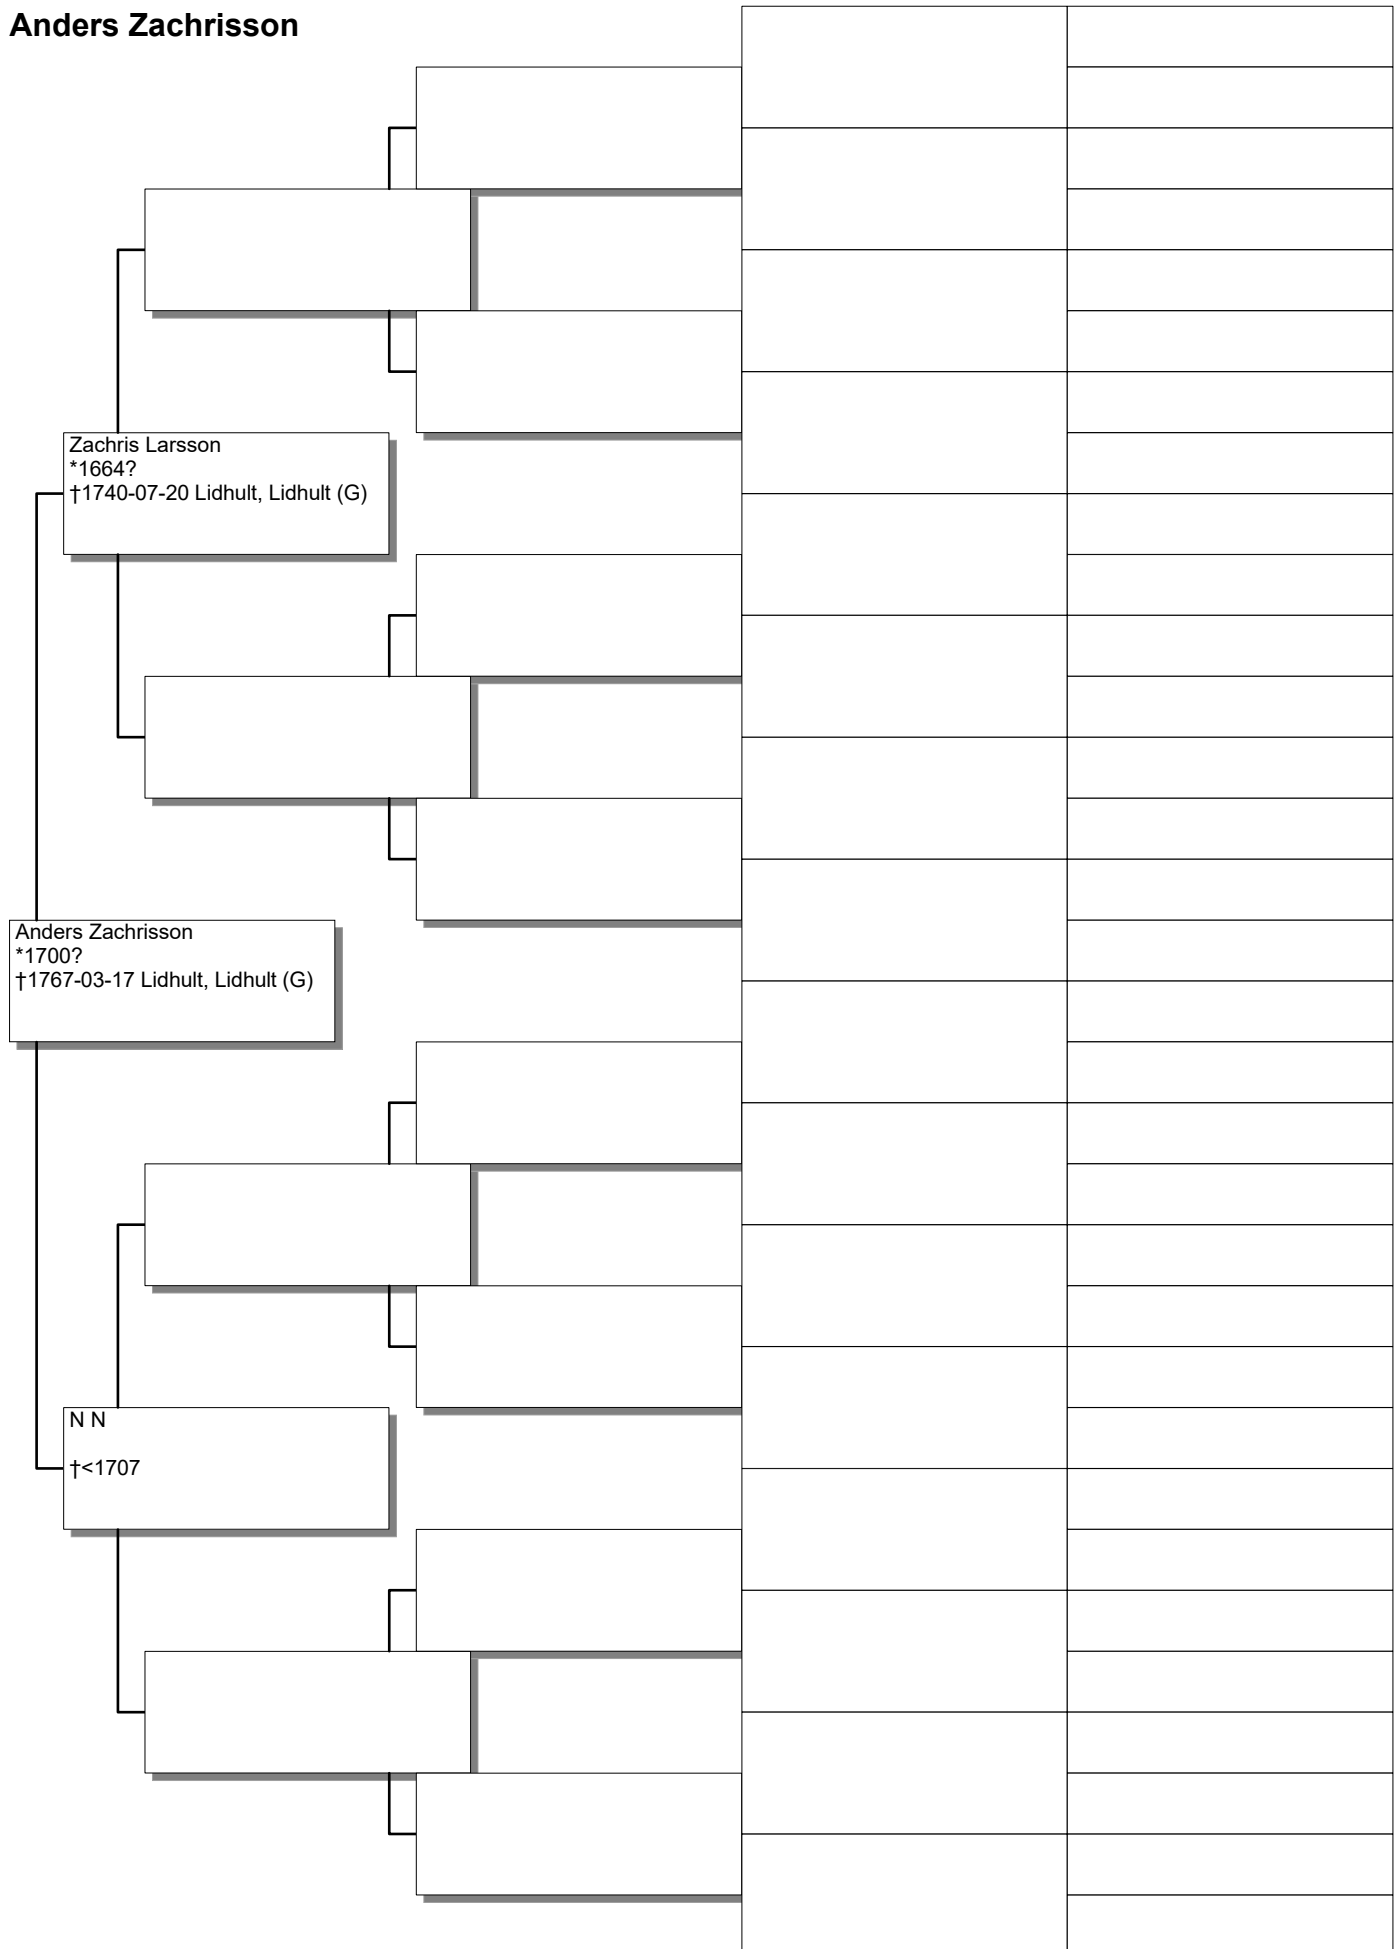 Anders Zachrisson
Zachris Larsson
*1664?
†1740-07-20 Lidhult, Lidhult (G)
Anders Zachrisson
*1700?
†1767-03-17 Lidhult, Lidhult (G)
N N
†<1707